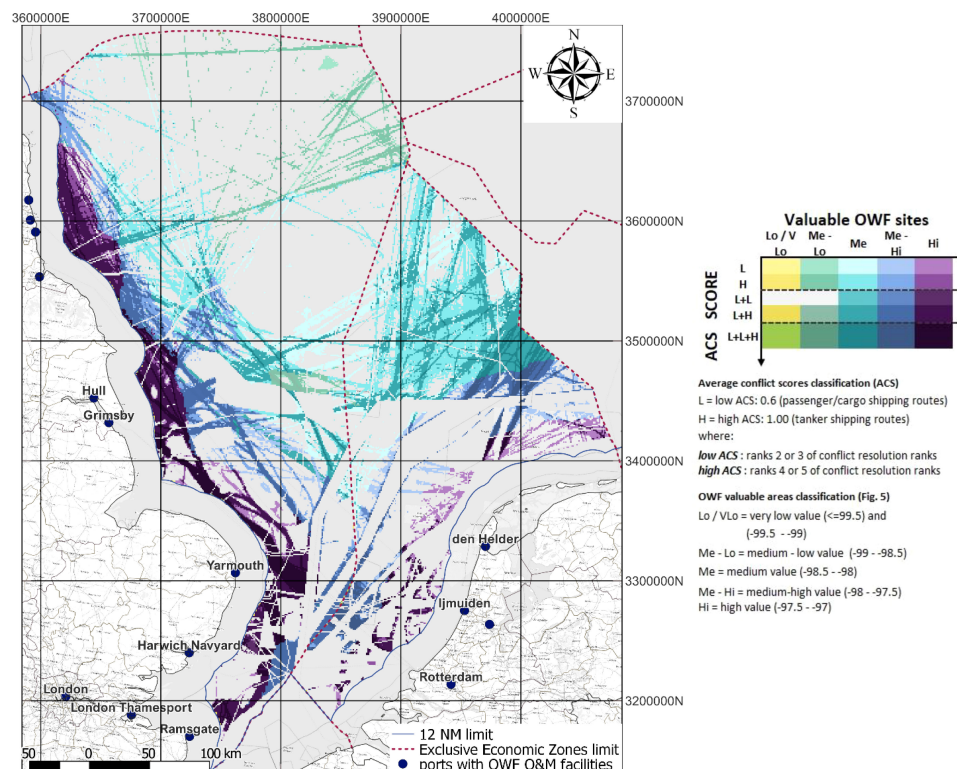 3600000E 3700000E 3800000E 3900000E 4000000E
N
W E
S
3700000N
3600000N
3500000N
3400000N
3300000N
3200000N
Hull
Grimsby
den Helder
Yarmouth
Ijmuiden
Harwich Navyard
Rotterdam
London
London Thamesport
Ramsgate
50 0 50 100 km
12 NM limit
Exclusive Economic Zones limit
ports with OWF O&M facilities
Valuable OWF sites
Lo / V Lo
Me - Lo
Me
Me - Hi
Hi
ACS SCORE
L
H
L+L
L+H
L+L+H
Average conflict scores classification (ACS)
L = low ACS: 0.6 (passenger/cargo shipping routes)
H = high ACS: 1.00 (tanker shipping routes)
where:
low ACS : ranks 2 or 3 of conflict resolution ranks
high ACS : ranks 4 or 5 of conflict resolution ranks
OWF valuable areas classification (Fig. 5)
Lo / VLo = very low value (<=99.5) and
(-99.5 - -99)
Me - Lo = medium - low value (-99 - -98.5)
Me = medium value (-98.5 - -98)
Me - Hi = medium-high value (-98 - -97.5)
Hi = high value (-97.5 - -97)